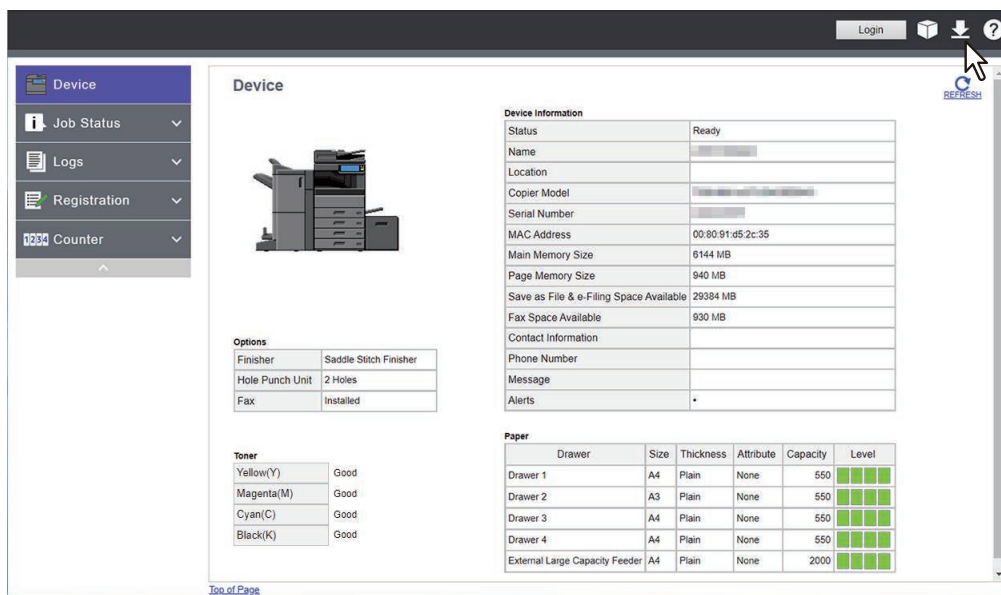 Login
?
Device
Job Status
Logs
Registration
1234 Counter
Device
REFRESH
Device Information
Status Ready
Name
Location
Copier Model
Serial Number
MAC Address 00:80:91:d5:2c:35
Main Memory Size 6144 MB
Page Memory Size 940 MB
Save as File & e-Filing Space Available 29384 MB
Fax Space Available 930 MB
Contact Information
Phone Number
Message
Alerts •
Options
Finisher Saddle Stitch Finisher
Hole Punch Unit 2 Holes
Fax Installed
Toner
Yellow(Y) Good
Magenta(M) Good
Cyan(C) Good
Black(K) Good
Paper
Drawer Size Thickness Attribute Capacity Level
Drawer 1 A4 Plain None 550
Drawer 2 A3 Plain None 550
Drawer 3 A4 Plain None 550
Drawer 4 A4 Plain None 550
External Large Capacity Feeder A4 Plain None 2000
Top of Page